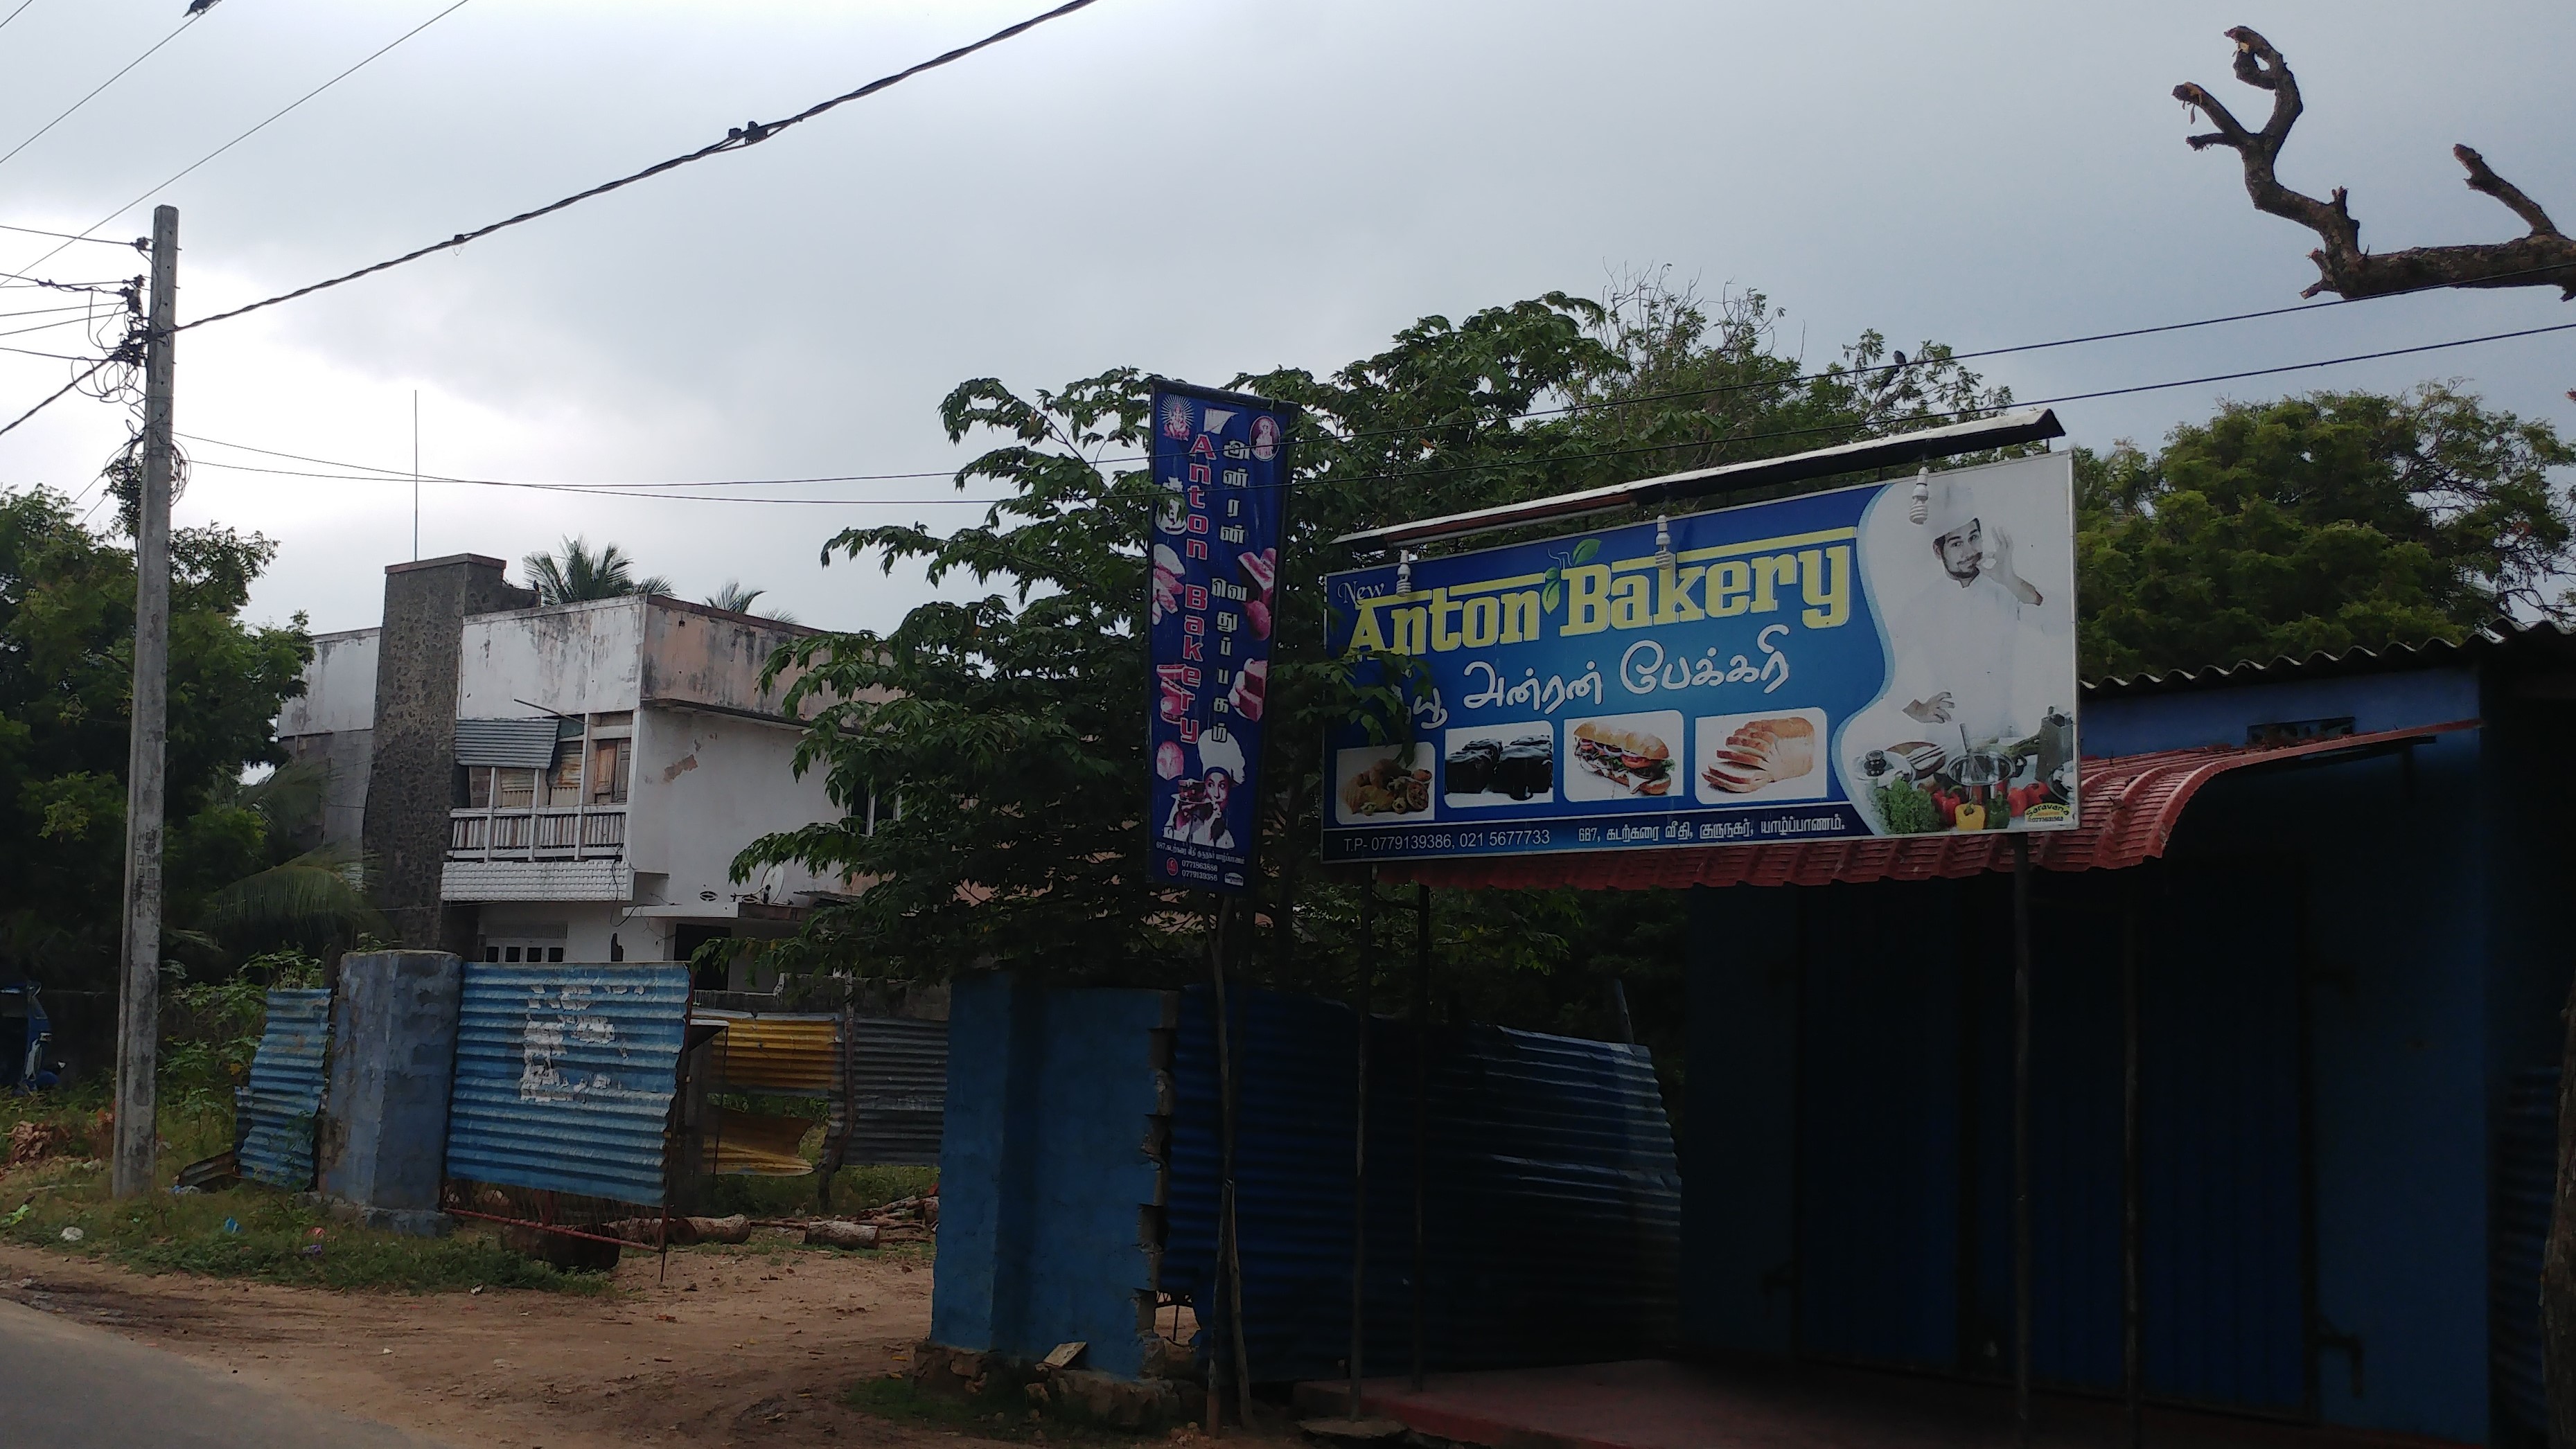 Anton Bakery
அன்ரன் வெதுப்பகம்
0779139386
New
Anton Bakery
நியூ அன்ரன் பேக்கரி
T.P- 0779139386, 021 5677733
687, கடற்கரை வீதி, குருநகர், யாழ்ப்பாணம்.